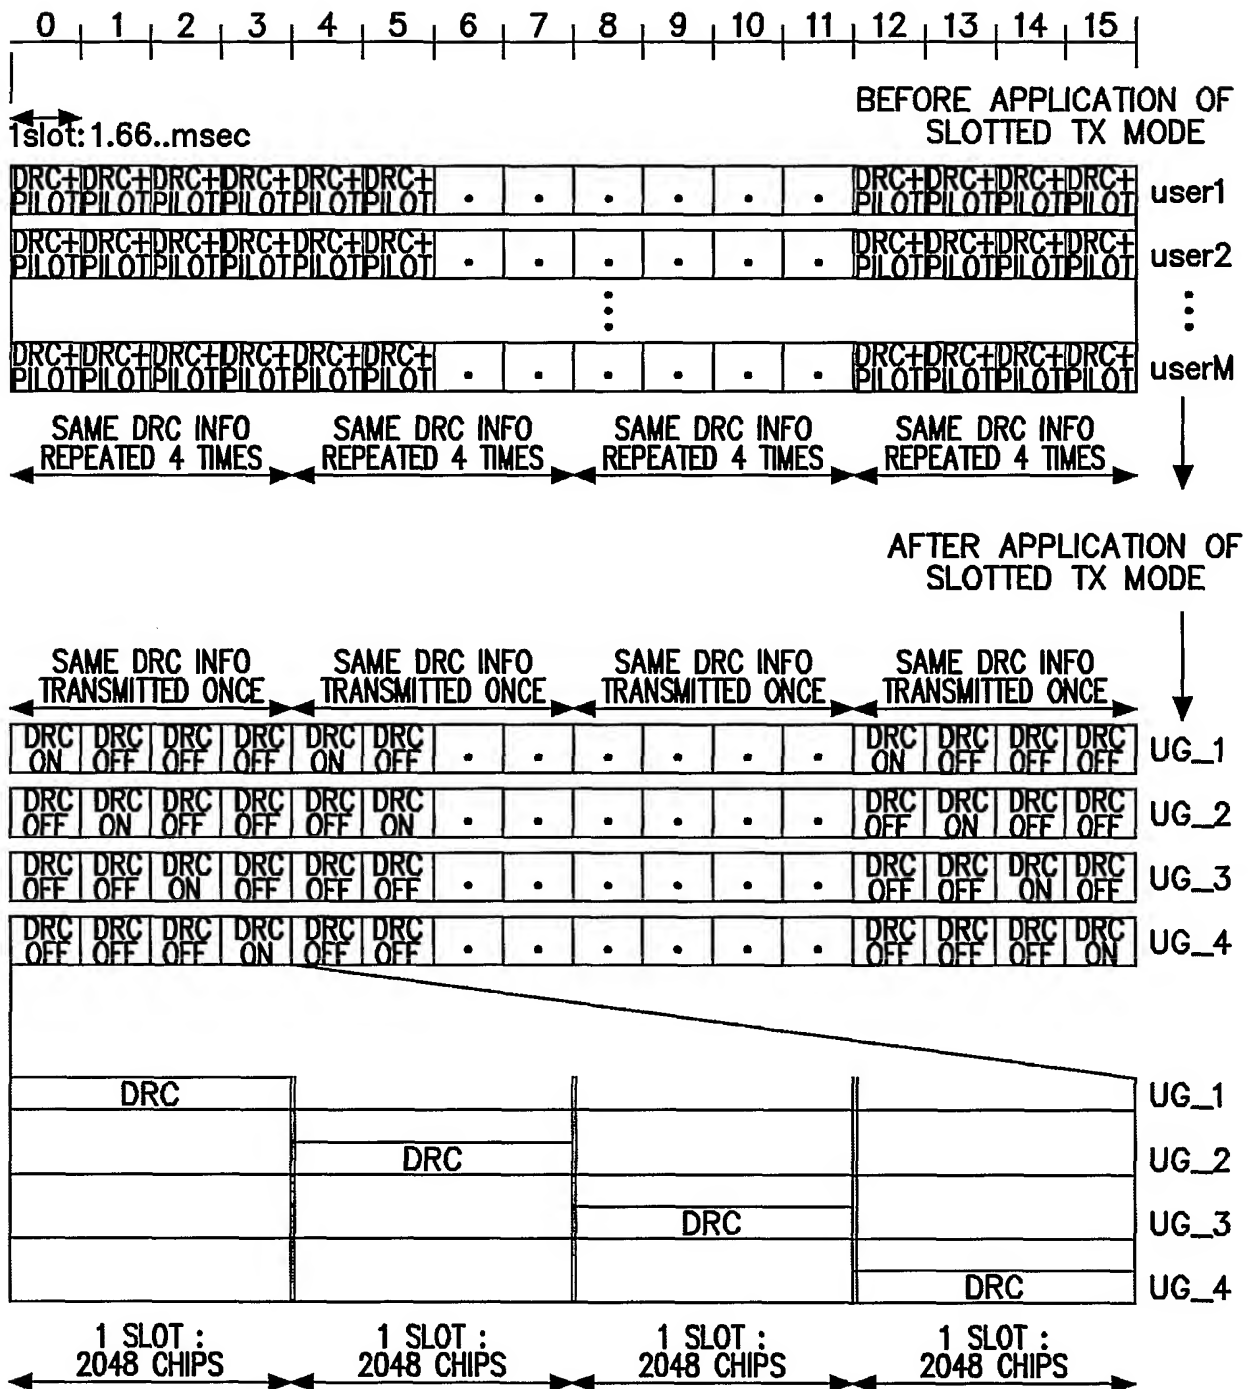 0 1 2 3 4 5 6 7 8 9 10 11 12 13 14 15
1slot: 1.66..msec
BEFORE APPLICATION OF
SLOTTED TX MODE
DRC+ DRC+ DRC+ DRC+ DRC+ DRC+ DRC+ DRC+ DRC+ DRC+
PILOT PILOT PILOT PILOT PILOT PILOT . . . . . . PILOT PILOT PILOT PILOT user1
DRC+ DRC+ DRC+ DRC+ DRC+ DRC+ DRC+ DRC+ DRC+ DRC+
PILOT PILOT PILOT PILOT PILOT PILOT . . . . . . PILOT PILOT PILOT PILOT user2
DRC+ DRC+ DRC+ DRC+ DRC+ DRC+ DRC+ DRC+ DRC+ DRC+
PILOT PILOT PILOT PILOT PILOT PILOT . . . . . . PILOT PILOT PILOT PILOT userM
SAME DRC INFO SAME DRC INFO SAME DRC INFO SAME DRC INFO
REPEATED 4 TIMES REPEATED 4 TIMES REPEATED 4 TIMES REPEATED 4 TIMES
AFTER APPLICATION OF
SLOTTED TX MODE
SAME DRC INFO SAME DRC INFO SAME DRC INFO SAME DRC INFO
TRANSMITTED ONCE TRANSMITTED ONCE TRANSMITTED ONCE TRANSMITTED ONCE
DRC DRC DRC DRC DRC DRC DRC DRC DRC DRC
ON OFF OFF OFF ON OFF . . . . . . ON OFF OFF OFF UG_1
DRC DRC DRC DRC DRC DRC DRC DRC DRC DRC
OFF ON OFF OFF OFF ON . . . . . . OFF ON OFF OFF UG_2
DRC DRC DRC DRC DRC DRC DRC DRC DRC DRC
OFF OFF ON OFF OFF OFF . . . . . . OFF OFF ON OFF UG_3
DRC DRC DRC DRC DRC DRC DRC DRC DRC DRC
OFF OFF OFF ON OFF OFF . . . . . . OFF OFF OFF ON UG_4
DRC UG_1
DRC UG_2
DRC UG_3
DRC UG_4
1 SLOT : 1 SLOT : 1 SLOT : 1 SLOT :
2048 CHIPS 2048 CHIPS 2048 CHIPS 2048 CHIPS